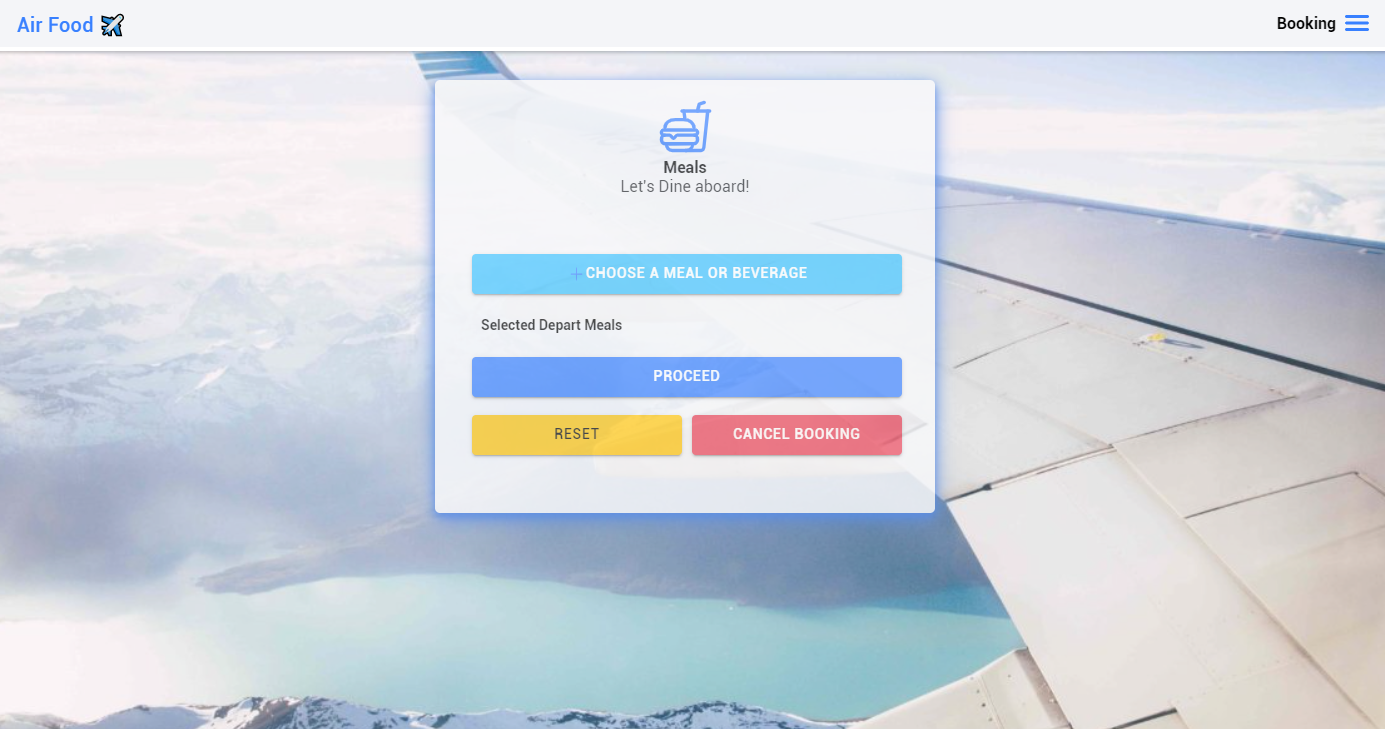 Air Food
Booking
Meals
Let's Dine aboard!
+ CHOOSE A MEAL OR BEVERAGE
Selected Depart Meals
PROCEED
RESET
CANCEL BOOKING